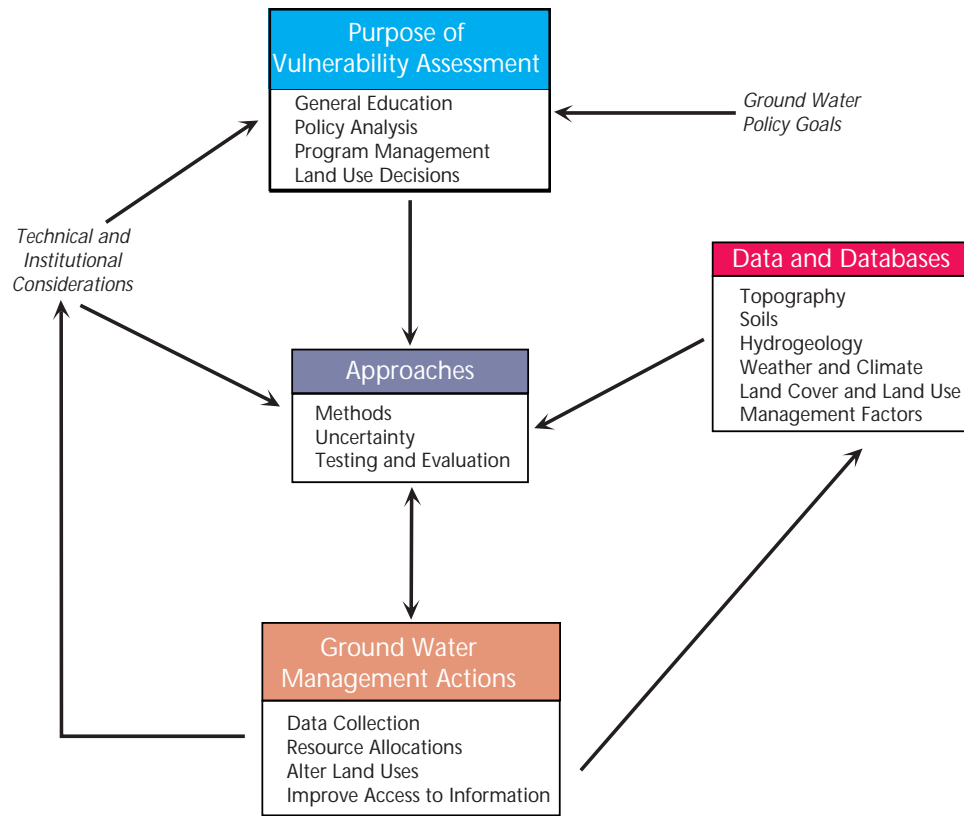 Purpose of
Vulnerability Assessment
General Education
Policy Analysis
Program Management
Land Use Decisions
Ground Water
Policy Goals
Technical and
Institutional
Considerations
Data and Databases
Topography
Soils
Hydrogeology
Weather and Climate
Land Cover and Land Use
Management Factors
Approaches
Methods
Uncertainty
Testing and Evaluation
Ground Water
Management Actions
Data Collection
Resource Allocations
Alter Land Uses
Improve Access to Information